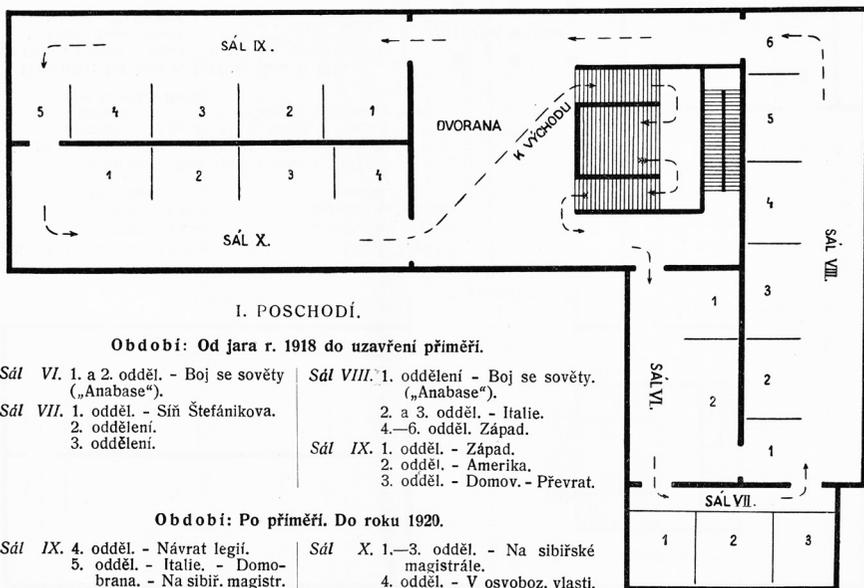 SÁL IX.
6
5
4
3
2
1
5
DVORANA
K VÝCHODU
1
2
3
4
4
SÁL VIII.
SÁL X.
I. POSCHODÍ.
1
3
Období: Od jara r. 1918 do uzavření příměří.
Sál VI. 1. a 2. odděl. - Boj se sověty
(„Anabase“).
Sál VII. 1. odděl. - Síň Štefánikova.
2. oddělení.
3. oddělení.
Sál VIII. 1. oddělení - Boj se sověty.
(„Anabase“).
2. a 3. odděl. - Italie.
4.—6. odděl. Západ.
Sál IX. 1. odděl. - Západ.
2. odděl. - Amerika.
3. odděl. - Domov. - Převrat.
SÁL VI.
2
2
1
SÁL VII.
1
2
3
Období: Po příměří. Do roku 1920.
Sál IX. 4. odděl. - Návrat legií.
5. odděl. - Italie. - Domo-
brana. - Na sibiř. magistr.
Sál X. 1.—3. odděl. - Na sibiřské
magistrále.
4. odděl. - V osvoboz. vlasti.